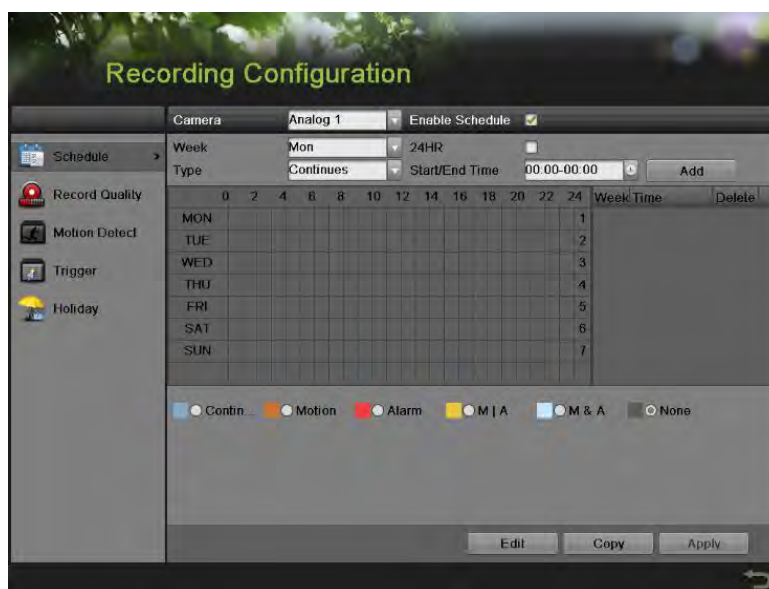 Recording Configuration
Camera Analog 1 Enable Schedule
Schedule
Record Quality
Motion Detect
Trigger
Holiday
Week Mon 24HR
Type Continues Start/End Time 00:00-00:00 Add
0 2 4 6 8 10 12 14 16 18 20 22 24 Week Time Delete
MON 1
TUE 2
WED 3
THU 4
FRI 5
SAT 6
SUN 7
Contin... Motion Alarm M | A M & A None
Edit Copy Apply